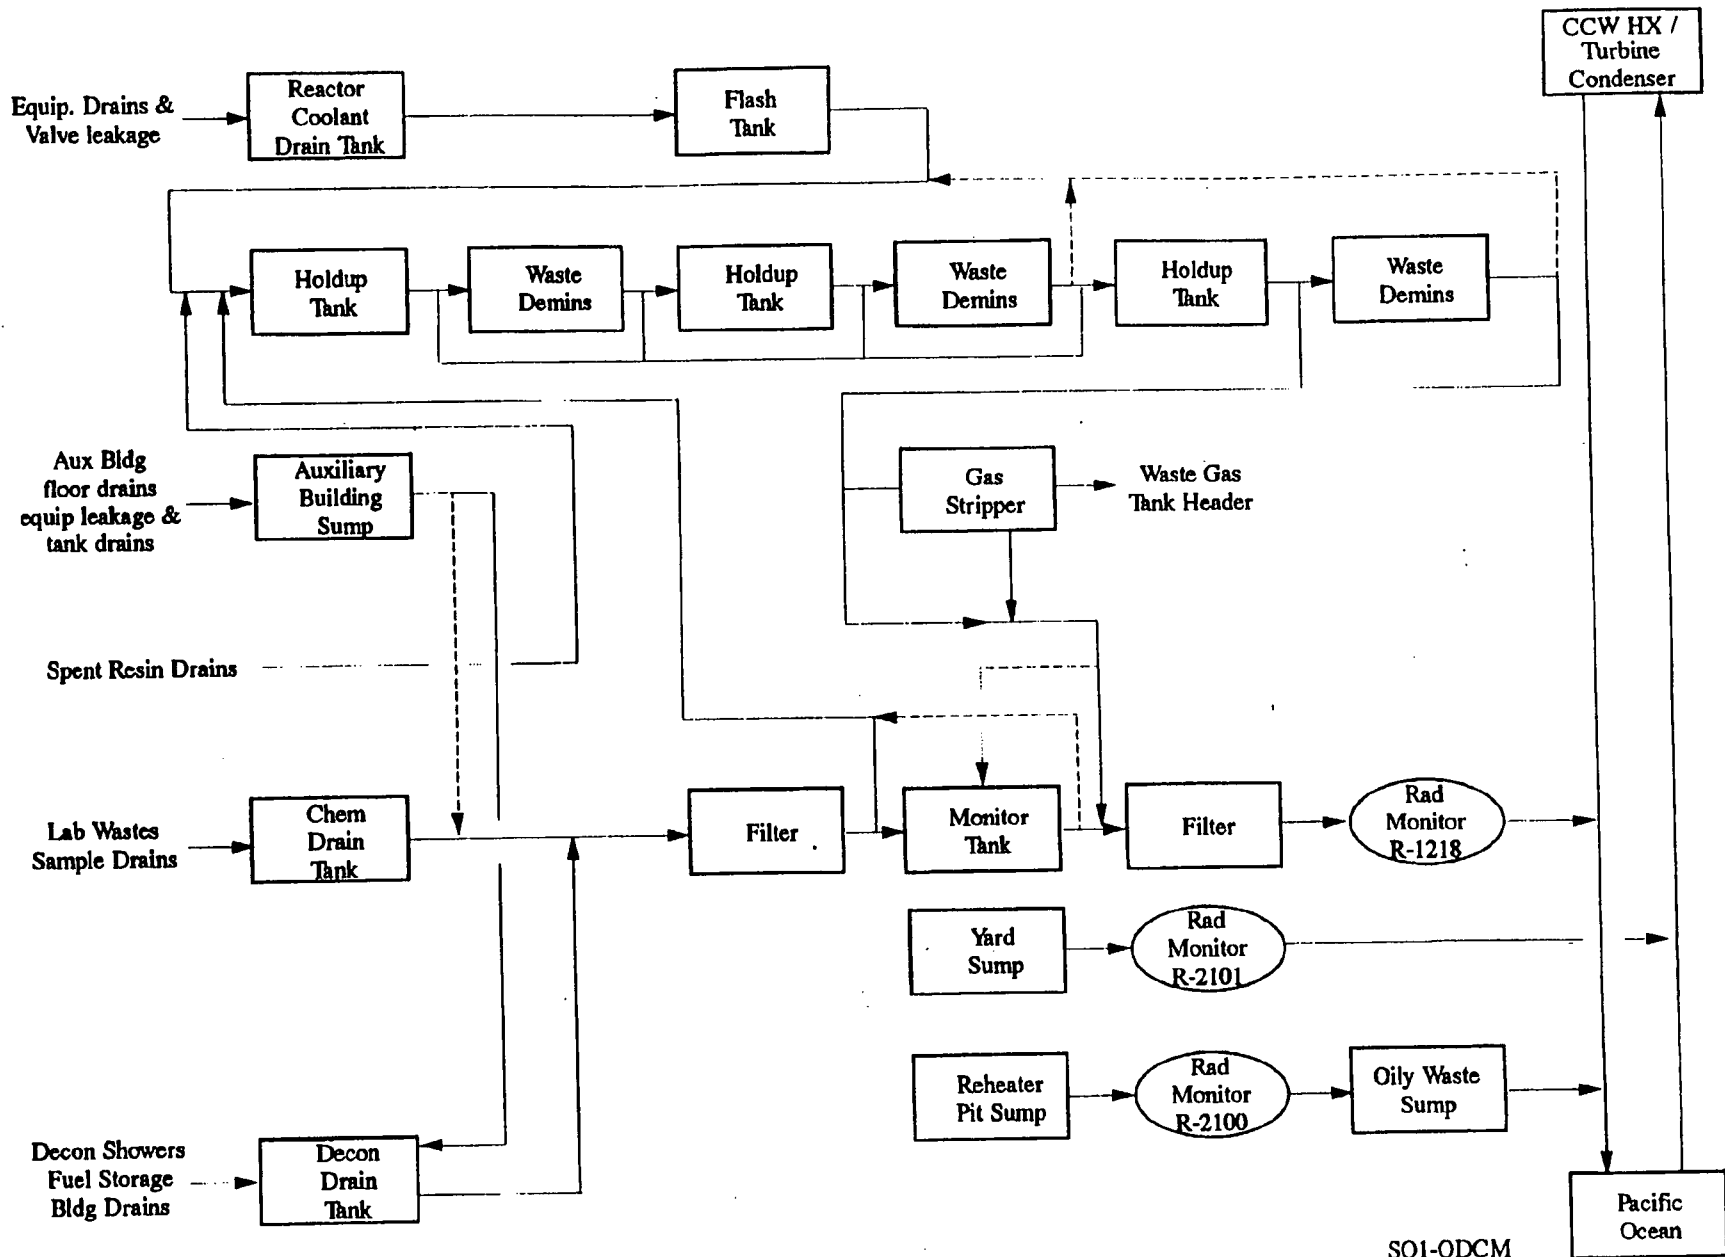 CCW HX /
Turbine
Condenser
Equip. Drains &
Valve leakage
Reactor
Coolant
Drain Tank
Flash
Tank
Holdup
Tank
Waste
Demins
Holdup
Tank
Waste
Demins
Holdup
Tank
Waste
Demins
Aux Bldg
floor drains
equip leakage &
tank drains
Auxiliary
Building
Sump
Gas
Stripper
Waste Gas
Tank Header
Spent Resin Drains
Lab Wastes
Sample Drains
Chem
Drain
Tank
Filter
Monitor
Tank
Filter
Rad
Monitor
R-1218
Yard
Sump
Rad
Monitor
R-2101
Reheater
Pit Sump
Rad
Monitor
R-2100
Oily Waste
Sump
Decon Showers
Fuel Storage
Bldg Drains
Decon
Drain
Tank
Pacific
Ocean
SO1-ODCM